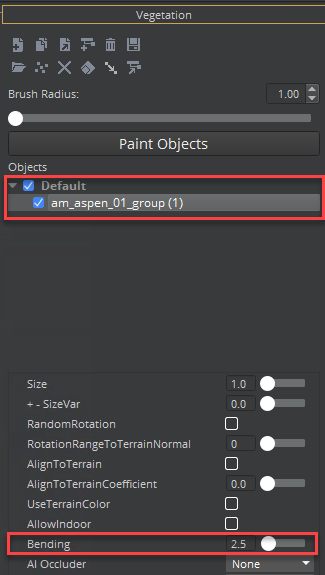 Vegetation
Brush Radius: 1.00
Paint Objects
Objects
Default
am_aspen_01_group (1)
Size 1.0
+ - SizeVar 0.0
RandomRotation
RotationRangeToTerrainNormal 0
AlignToTerrain
AlignToTerrainCoefficient 0.0
UseTerrainColor
AllowIndoor
Bending 2.5
AI Occluder None